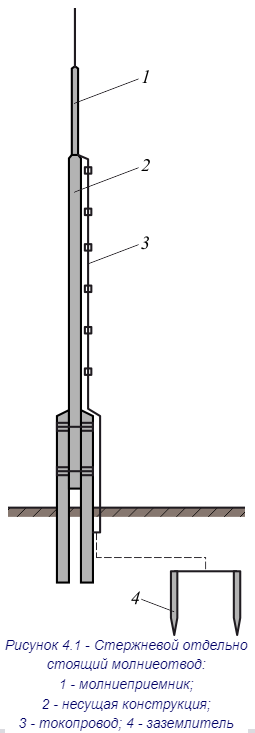 1
2
3
4
Рисунок 4.1 - Стержневой отдельно
стоящий молниеотвод:
1 - молниеприемник;
2 - несущая конструкция;
3 - токопровод; 4 - заземлитель